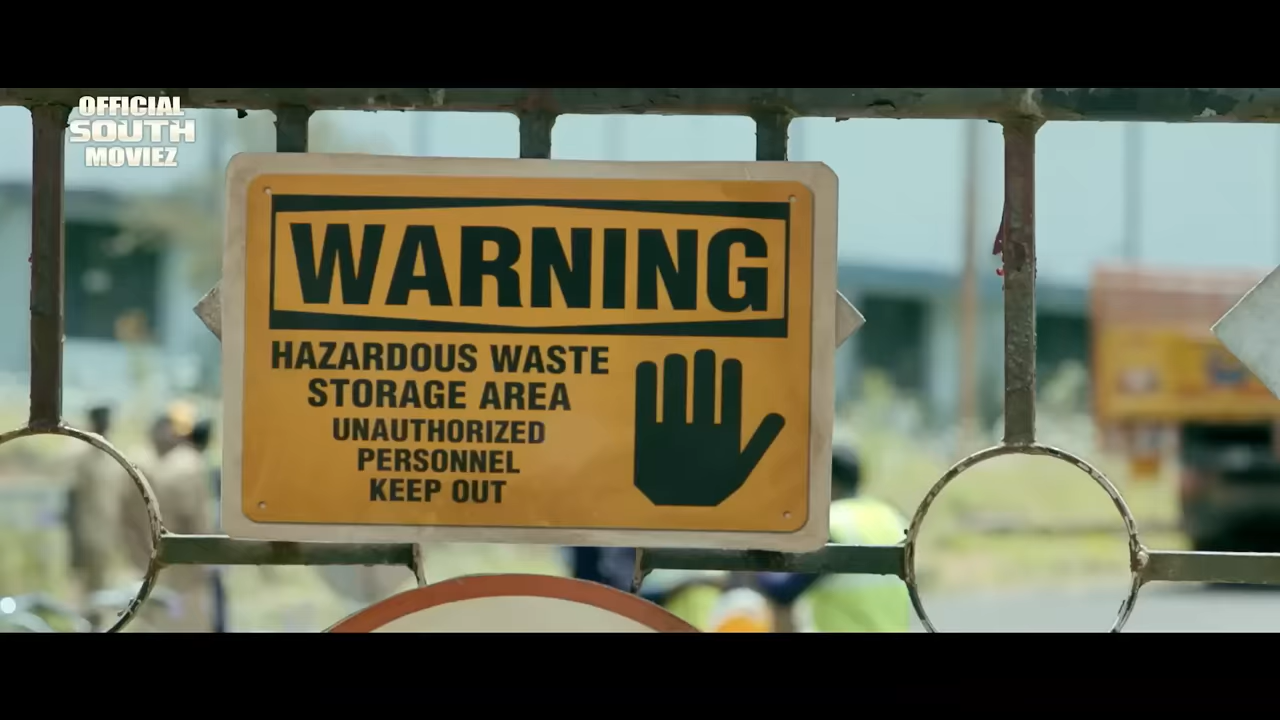 OFFICIAL
SOUTH
MOVIEZ
WARNING
HAZARDOUS WASTE
STORAGE AREA
UNAUTHORIZED
PERSONNEL
KEEP OUT